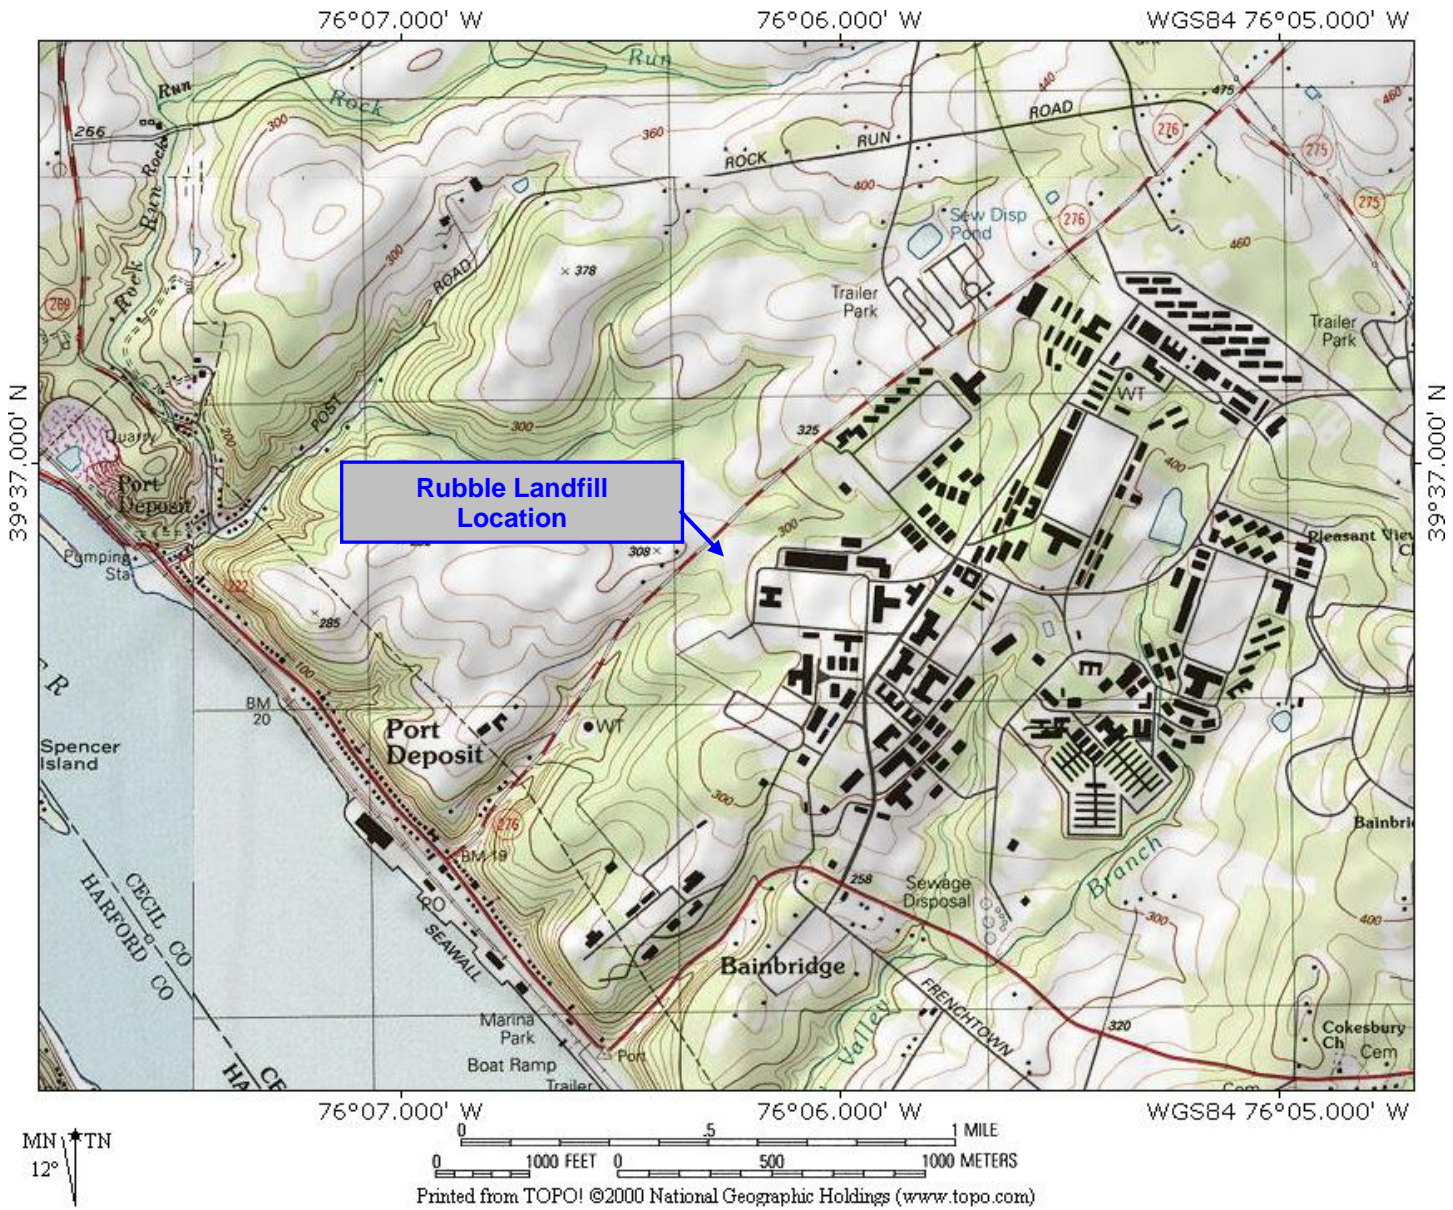 76°07.000' W
76°06.000' W
WGS84 76°05.000' W
Run
Run
Rock
440
475
460
266
300
360
ROCK
RUN
ROAD
276
275
400
275
Rock
Run
Rock
300
ROAD
378
Sew Disp
Pond
276
460
269
Trailer
Park
Trailer
Park
39°37.000' N
39°37.000' N
POST
WT
200
Quarry
300
325
400
Port
Deposit
Rubble Landfill
Location
300
Pleasant View
Pumping
Sta
308
222
285
100
BM
20
Port
Deposit
WT
E R
Spencer
Island
300
276
Bainbri
BM 19
258
Sewage
Disposal
Branch
PO
300
400
CECIL CO
HARFORD CO
SEAWALL
Bainbridge
FRENCHTOWN
Valley
320
Marina
Park
Cokesbury
Ch
Cem
Port
Boat Ramp
Trailer
76°07.000' W
76°06.000' W
WGS84 76°05.000' W
MN
TN
12°
0
.5
1 MILE
0
1000 FEET
0
500
1000 METERS
Printed from TOPO! ©2000 National Geographic Holdings (www.topo.com)